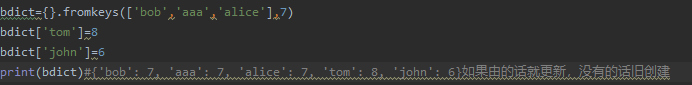 bdict={}.fromkeys(['bob','aaa','alice'],7)
bdict['tom']=8
bdict['john']=6
print(bdict)#{'bob': 7, 'aaa': 7, 'alice': 7, 'tom': 8, 'john': 6}如果由的话就更新，没有的话旧创建